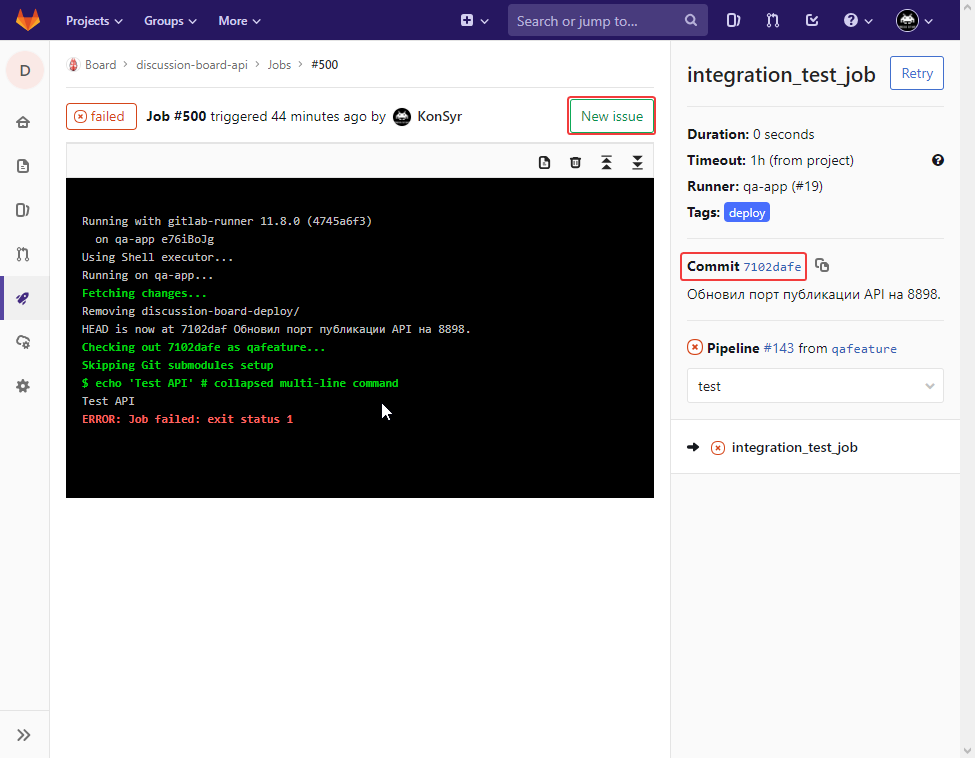 Projects Groups More Search or jump to...
D
Board > discussion-board-api > Jobs > #500
failed Job #500 triggered 44 minutes ago by KonSyr New issue
Running with gitlab-runner 11.8.0 (4745a6f3)
on qa-app e76iBoJg
Using Shell executor...
Running on qa-app...
Fetching changes...
Removing discussion-board-deploy/
HEAD is now at 7102daf Обновил порт публикации API на 8898.
Checking out 7102dafe as qafeature...
Skipping Git submodules setup
$ echo 'Test API' # collapsed multi-line command
Test API
ERROR: Job failed: exit status 1
integration_test_job Retry
Duration: 0 seconds
Timeout: 1h (from project)
Runner: qa-app (#19)
Tags: deploy
Commit 7102dafe
Обновил порт публикации API на 8898.
Pipeline #143 from qafeature
test
integration_test_job